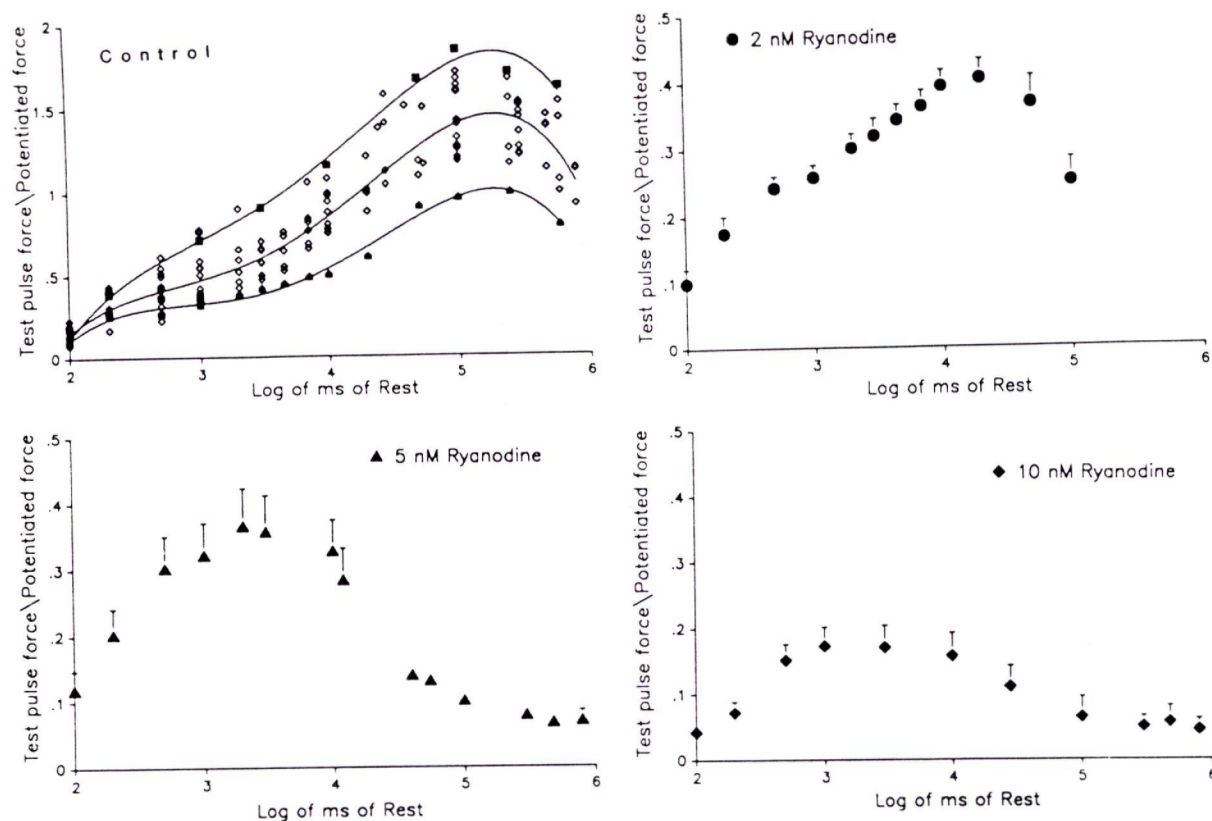 Control
Test pulse force\Potentiated force
2
1.5
1
.5
0
2 3 4 5 6
Log of ms of Rest
2 nM Ryanodine
Test pulse force\Potentiated force
.5
.4
.3
.2
.1
0
2 3 4 5 6
Log of ms of Rest
5 nM Ryanodine
Test pulse force\Potentiated force
.5
.4
.3
.2
.1
0
2 3 4 5 6
Log of ms of Rest
10 nM Ryanodine
Test pulse force\Potentiated force
.5
.4
.3
.2
.1
0
2 3 4 5 6
Log of ms of Rest